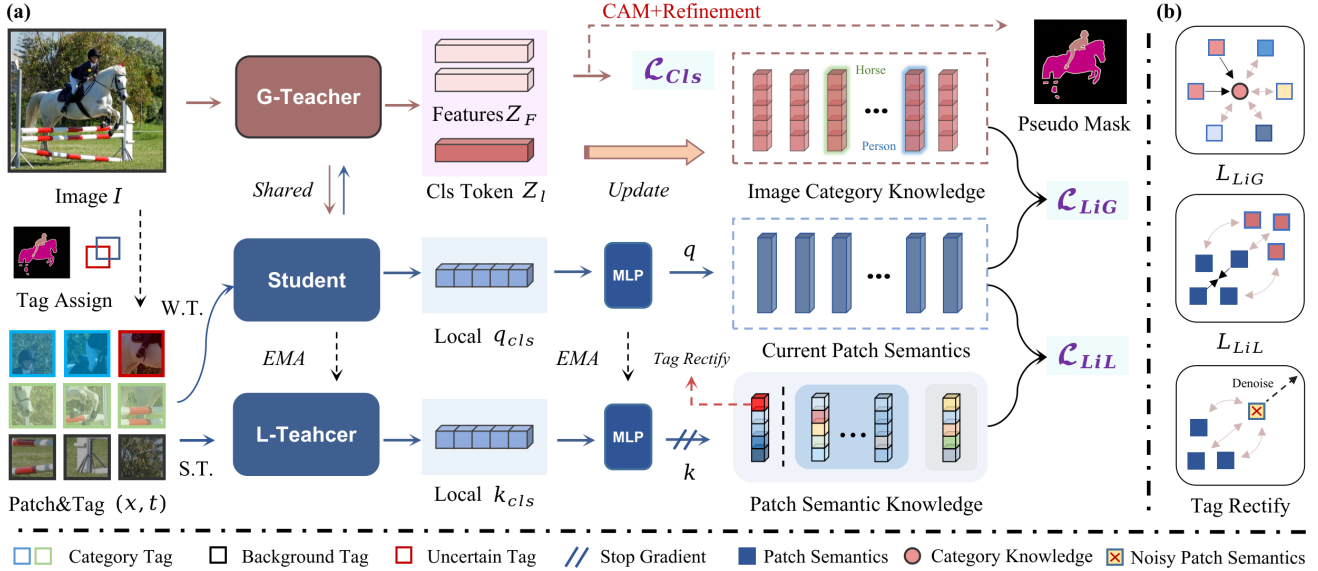 (a)
CAM+Refinement
(b)
G-Teacher
Features Z_F
Cls Token Z_l
ℒ_Cls
Horse
Person
Pseudo Mask
Image I
Shared
Update
Image Category Knowledge
L_LiG
ℒ_LiG
Tag Assign
W.T.
Student
Local q_cls
MLP
q
Current Patch Semantics
EMA
EMA
Tag Rectify
ℒ_LiL
L_LiL
L-Teahcer
S.T.
Local k_cls
MLP
k
Patch Semantic Knowledge
Denoise
Tag Rectify
Patch&Tag (x, t)
Category Tag
Background Tag
Uncertain Tag
Stop Gradient
Patch Semantics
Category Knowledge
Noisy Patch Semantics